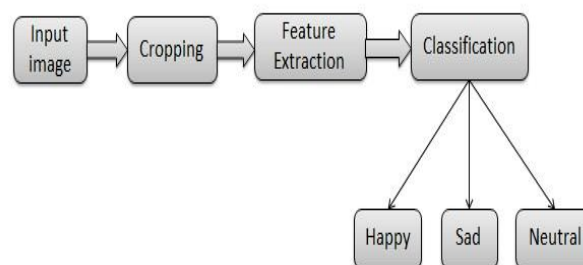 Input
image
Cropping
Feature
Extraction
Classification
Happy
Sad
Neutral